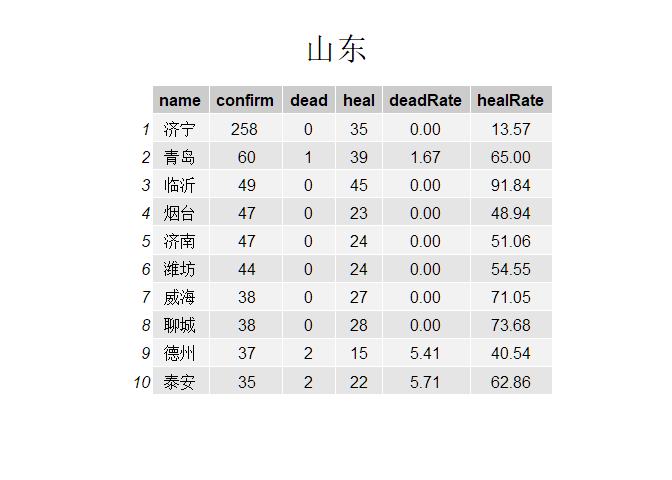 山东
name confirm dead heal deadRate healRate
1 济宁 258 0 35 0.00 13.57
2 青岛 60 1 39 1.67 65.00
3 临沂 49 0 45 0.00 91.84
4 烟台 47 0 23 0.00 48.94
5 济南 47 0 24 0.00 51.06
6 潍坊 44 0 24 0.00 54.55
7 威海 38 0 27 0.00 71.05
8 聊城 38 0 28 0.00 73.68
9 德州 37 2 15 5.41 40.54
10 泰安 35 2 22 5.71 62.86